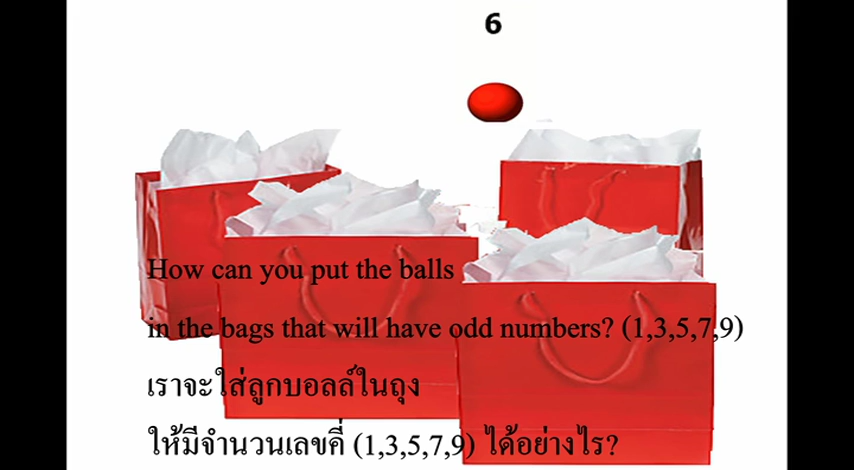 6
How can you put the balls
in the bags that will have odd numbers? (1,3,5,7,9)
เราจะใส่ลูกบอลล์ในถุง
ให้มีจำนวนเลขคี่ (1,3,5,7,9) ได้อย่างไร?